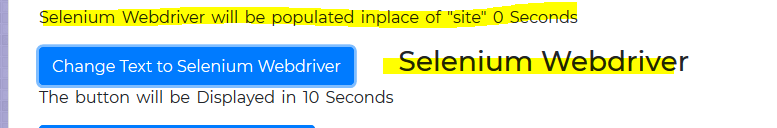 Selenium Webdriver will be populated inplace of "site" 0 Seconds
Change Text to Selenium Webdriver
Selenium Webdriver
The button will be Displayed in 10 Seconds